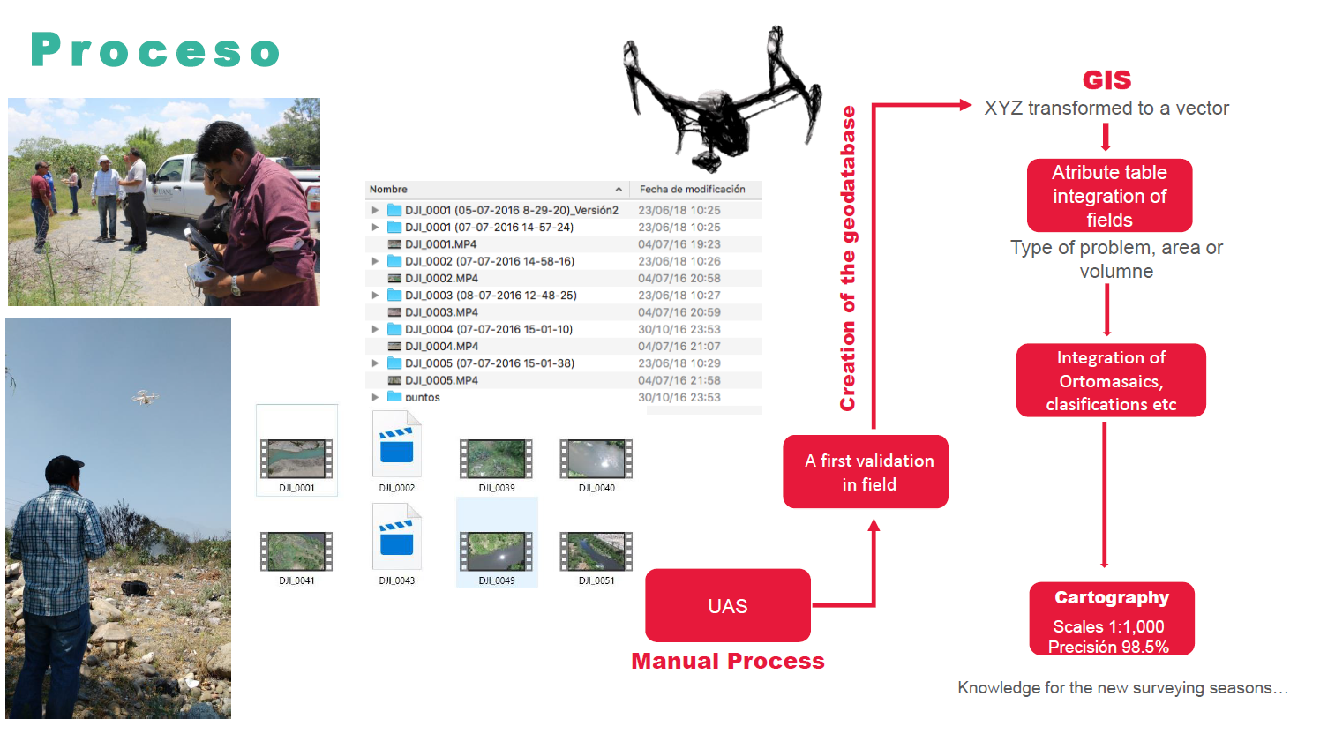 Proceso
Nombre
Fecha de modificación
DJI_0001 (05-07-2016 8-29-20)_Versión2
23/06/18 10:25
DJI_0001 (07-07-2016 14-57-24)
23/06/18 10:25
DJI_0001.MP4
04/07/16 19:23
DJI_0002 (07-07-2016 14-58-16)
23/06/18 10:26
DJI_0002.MP4
04/07/16 20:58
DJI_0003 (08-07-2016 12-48-25)
23/06/18 10:27
DJI_0003.MP4
04/07/16 20:59
DJI_0004 (07-07-2016 15-01-10)
30/10/16 23:53
DJI_0004.MP4
04/07/16 21:07
DJI_0005 (07-07-2016 15-01-38)
23/06/18 10:29
DJI_0005.MP4
04/07/16 21:58
puntos
30/10/16 23:53
DJI_0001
DJI_0002
DJI_0039
DJI_0040
DJI_0041
DJI_0043
DJI_0049
DJI_0051
UAS
Manual Process
A first validation
in field
Creation of the geodatabase
GIS
XYZ transformed to a vector
Atribute table
integration of
fields
Type of problem, area or
volumne
Integration of
Ortomasaics,
clasifications etc
Cartography
Scales 1:1,000
Precisión 98.5%
Knowledge for the new surveying seasons…